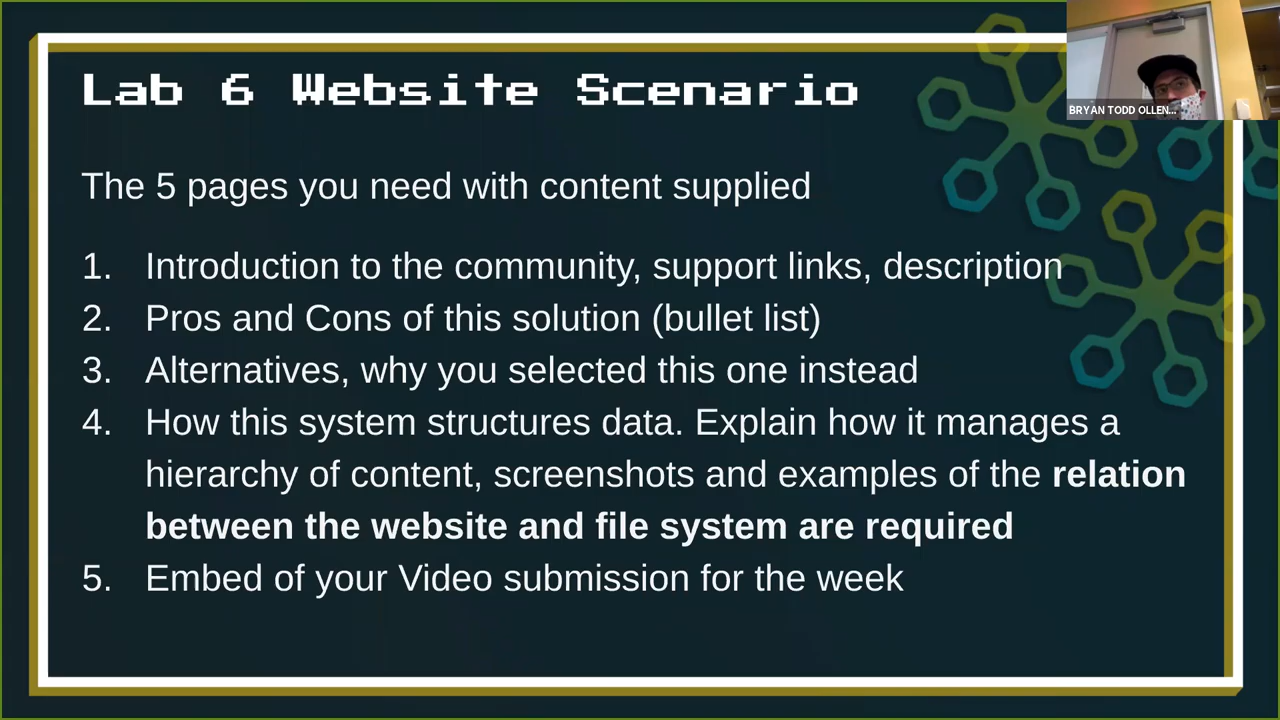 BRYAN TODD OLLEN...
Lab 6 Website Scenario
The 5 pages you need with content supplied
1. Introduction to the community, support links, description
2. Pros and Cons of this solution (bullet list)
3. Alternatives, why you selected this one instead
4. How this system structures data. Explain how it manages a
hierarchy of content, screenshots and examples of the relation
between the website and file system are required
5. Embed of your Video submission for the week